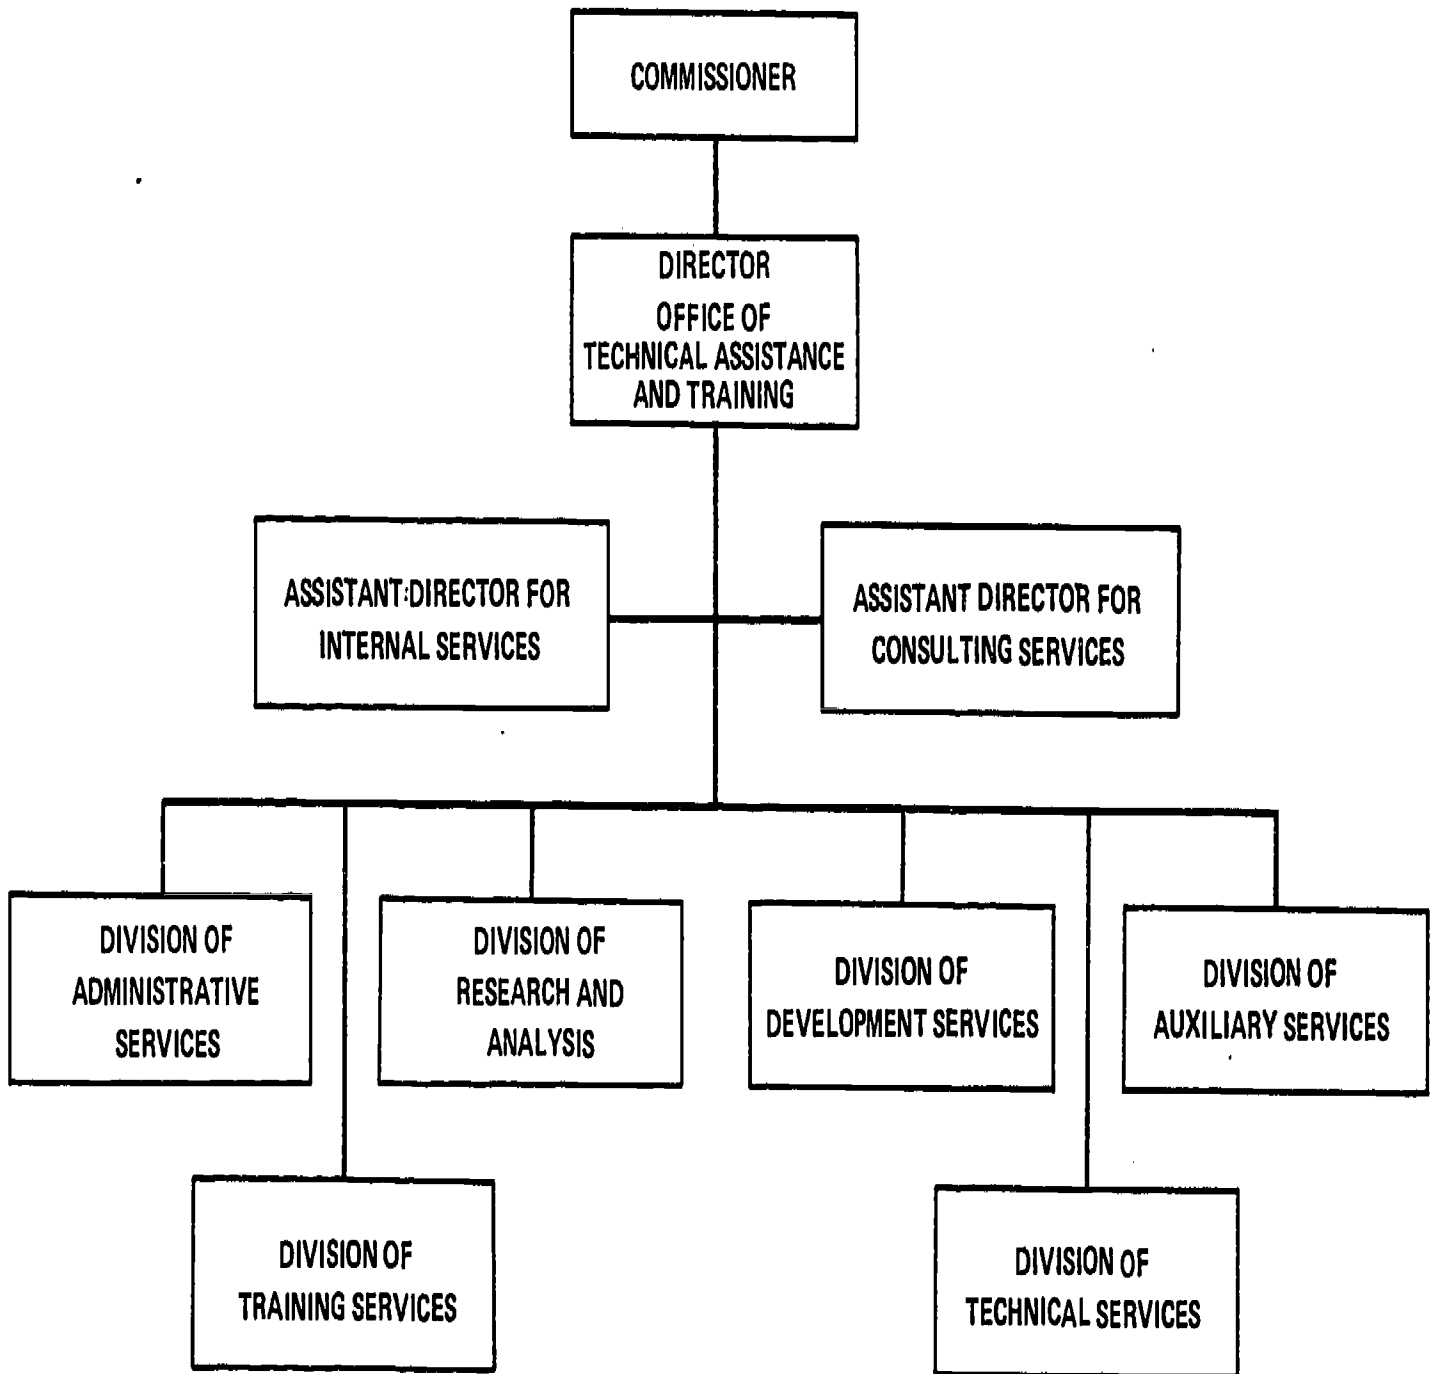 COMMISSIONER
DIRECTOR
OFFICE OF
TECHNICAL ASSISTANCE
AND TRAINING
ASSISTANT DIRECTOR FOR
INTERNAL SERVICES
ASSISTANT DIRECTOR FOR
CONSULTING SERVICES
DIVISION OF
ADMINISTRATIVE
SERVICES
DIVISION OF
RESEARCH AND
ANALYSIS
DIVISION OF
DEVELOPMENT SERVICES
DIVISION OF
AUXILIARY SERVICES
DIVISION OF
TRAINING SERVICES
DIVISION OF
TECHNICAL SERVICES